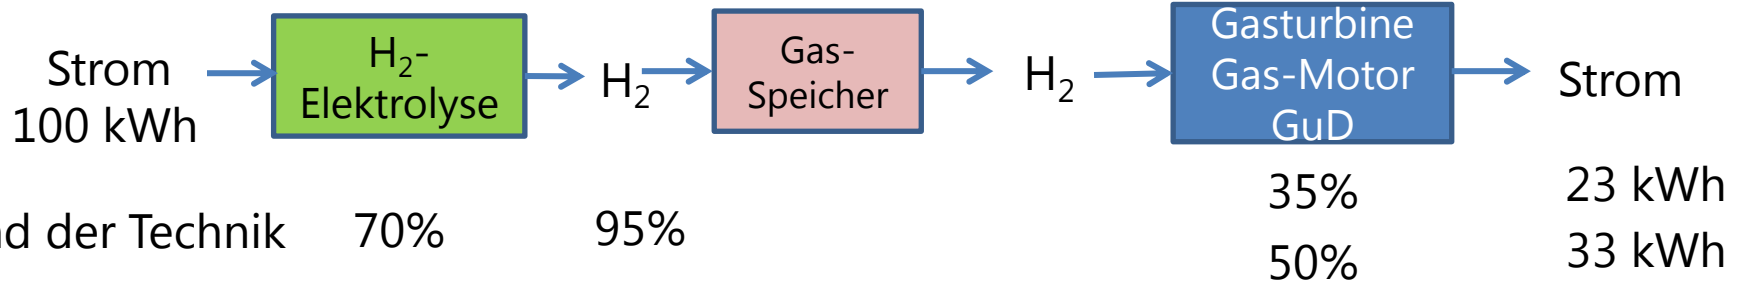 Strom
100 kWh
H₂-
Elektrolyse
H₂
Gas-
Speicher
H₂
Gasturbine
Gas-Motor
GuD
Strom
35%
23 kWh
der Technik 70% 95%
50%
33 kWh